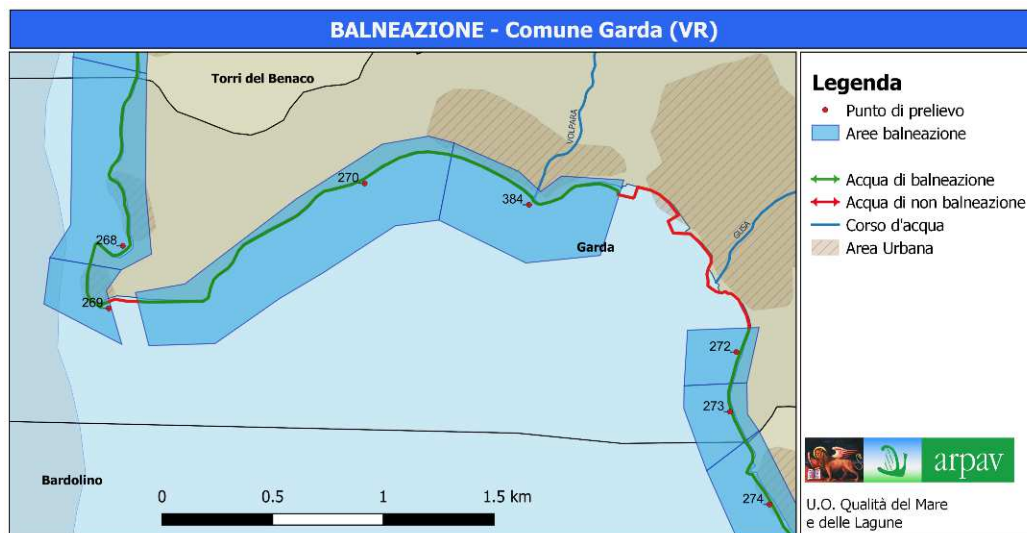 BALNEAZIONE - Comune Garda (VR)
Torri del Benaco
VOLPARA
270
384
268
Garda
GUSA
269
272
273
Bardolino
274
0 0.5 1 1.5 km
Legenda
Punto di prelievo
Aree balneazione
Acqua di balneazione
Acqua di non balneazione
Corso d'acqua
Area Urbana
arpav
U.O. Qualità del Mare
e delle Lagune